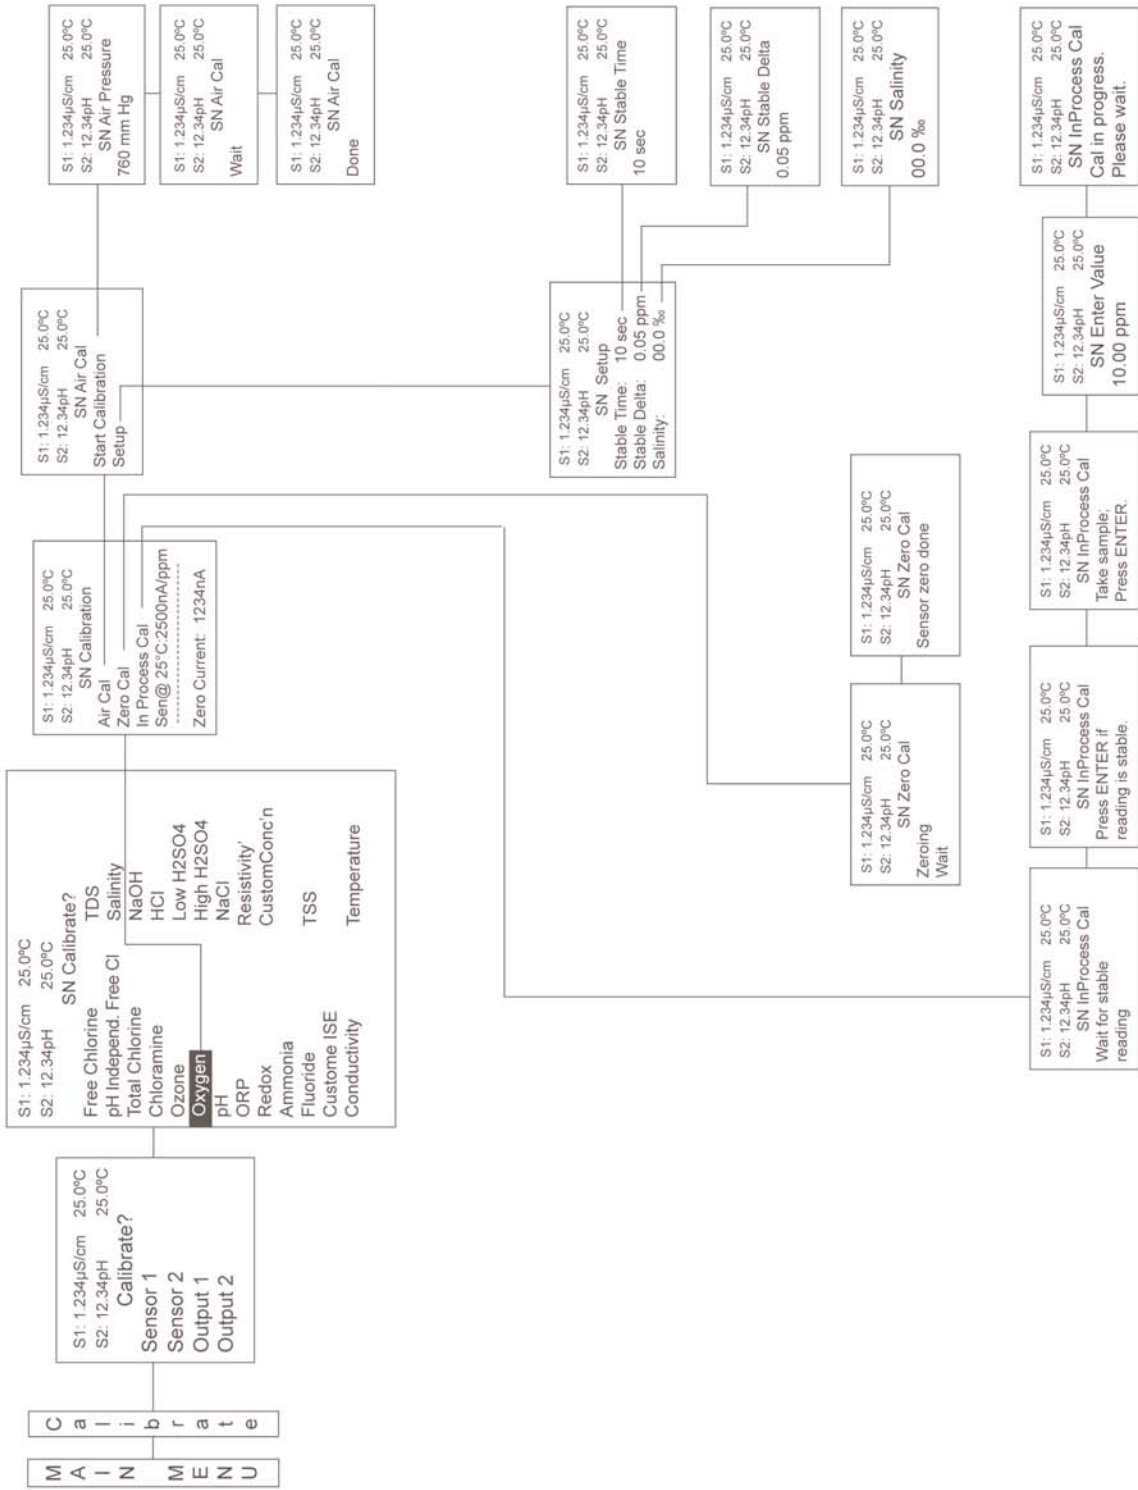 MAIN MENU
Calibrate
S1: 1.234µS/cm 25.0ºC
S2: 12.34pH 25.0ºC
Calibrate?
Sensor 1
Sensor 2
Output 1
Output 2
S1: 1.234µS/cm 25.0ºC
S2: 12.34pH 25.0ºC
SN Calibrate?
Free Chlorine TDS
pH Independ. Free Cl Salinity
Total Chlorine NaOH
Chloramine HCl
Ozone Low H2SO4
Oxygen High H2SO4
pH NaCl
ORP Resistivity'
Redox CustomConc'n
Ammonia
Fluoride TSS
Custome ISE
Conductivity Temperature
S1: 1.234µS/cm 25.0ºC
S2: 12.34pH 25.0ºC
SN Calibration
Air Cal
Zero Cal
In Process Cal
Sen@ 25°C:2500nA/ppm
---------------------------
Zero Current: 1234nA
S1: 1.234µS/cm 25.0ºC
S2: 12.34pH 25.0ºC
SN Air Cal
Start Calibration
Setup
S1: 1.234µS/cm 25.0ºC
S2: 12.34pH 25.0ºC
SN Air Pressure
760 mm Hg
S1: 1.234µS/cm 25.0ºC
S2: 12.34pH 25.0ºC
SN Air Cal
Wait
S1: 1.234µS/cm 25.0ºC
S2: 12.34pH 25.0ºC
SN Air Cal
Done
S1: 1.234µS/cm 25.0ºC
S2: 12.34pH 25.0ºC
SN Setup
Stable Time: 10 sec
Stable Delta: 0.05 ppm
Salinity: 00.0 ‰
S1: 1.234µS/cm 25.0ºC
S2: 12.34pH 25.0ºC
SN Stable Time
10 sec
S1: 1.234µS/cm 25.0ºC
S2: 12.34pH 25.0ºC
SN Stable Delta
0.05 ppm
S1: 1.234µS/cm 25.0ºC
S2: 12.34pH 25.0ºC
SN Salinity
00.0 ‰
S1: 1.234µS/cm 25.0ºC
S2: 12.34pH 25.0ºC
SN Zero Cal
Zeroing
Wait
S1: 1.234µS/cm 25.0ºC
S2: 12.34pH 25.0ºC
SN Zero Cal
Sensor zero done
S1: 1.234µS/cm 25.0ºC
S2: 12.34pH 25.0ºC
SN InProcess Cal
Wait for stable
reading
S1: 1.234µS/cm 25.0ºC
S2: 12.34pH 25.0ºC
SN InProcess Cal
Press ENTER if
reading is stable.
S1: 1.234µS/cm 25.0ºC
S2: 12.34pH 25.0ºC
SN InProcess Cal
Take sample;
Press ENTER.
S1: 1.234µS/cm 25.0ºC
S2: 12.34pH 25.0ºC
SN Enter Value
10.00 ppm
S1: 1.234µS/cm 25.0ºC
S2: 12.34pH 25.0ºC
SN InProcess Cal
Cal in progress.
Please wait.